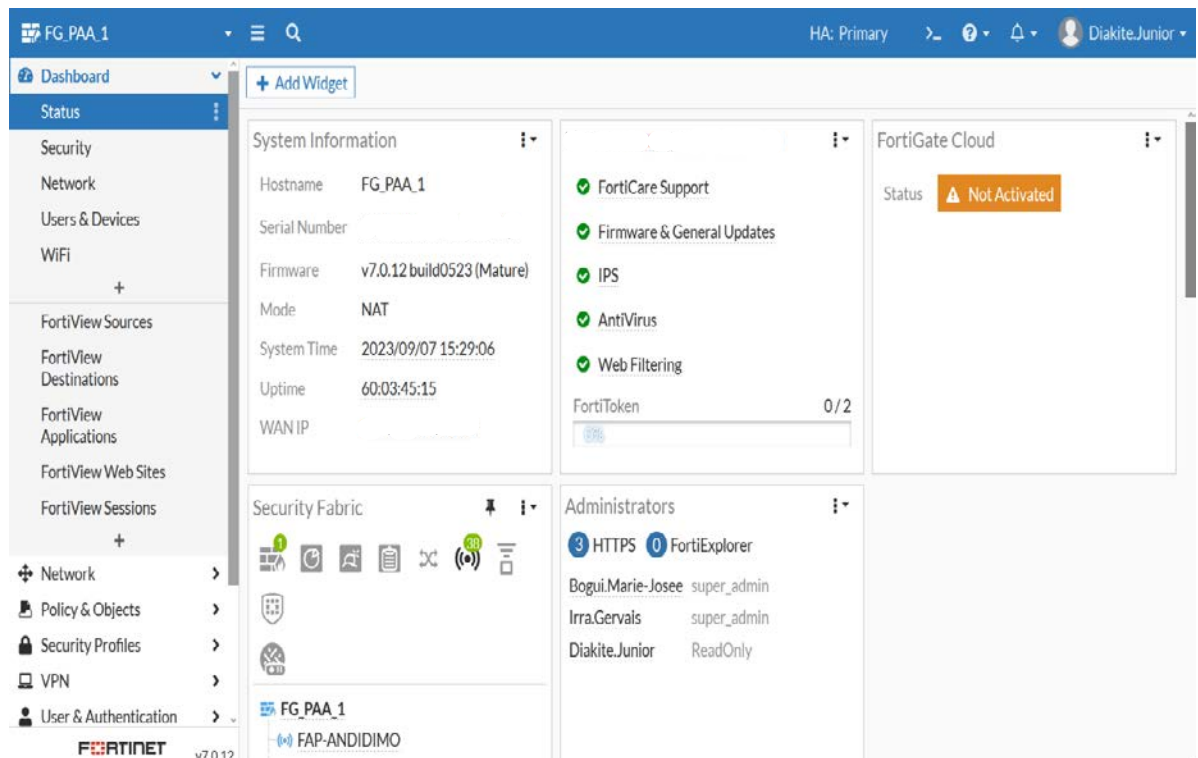 FG_PAA_1
HA: Primary
>_
Diakite.Junior
Dashboard
Status
Security
Network
Users & Devices
WiFi
+
FortiView Sources
FortiView
Destinations
FortiView
Applications
FortiView Web Sites
FortiView Sessions
+
Network
Policy & Objects
Security Profiles
VPN
User & Authentication
FORTINET
v7.0.12
+ Add Widget
System Information
Hostname FG_PAA_1
Serial Number
Firmware v7.0.12 build0523 (Mature)
Mode NAT
System Time 2023/09/07 15:29:06
Uptime 60:03:45:15
WAN IP
FortiCare Support
Firmware & General Updates
IPS
AntiVirus
Web Filtering
FortiToken 0 / 2
0%
FortiGate Cloud
Status Not Activated
Security Fabric
1
30
FG_PAA_1
FAP-ANDIDIMO
Administrators
3 HTTPS 0 FortiExplorer
Bogui.Marie-Josee super_admin
Irra.Gervais super_admin
Diakite.Junior ReadOnly